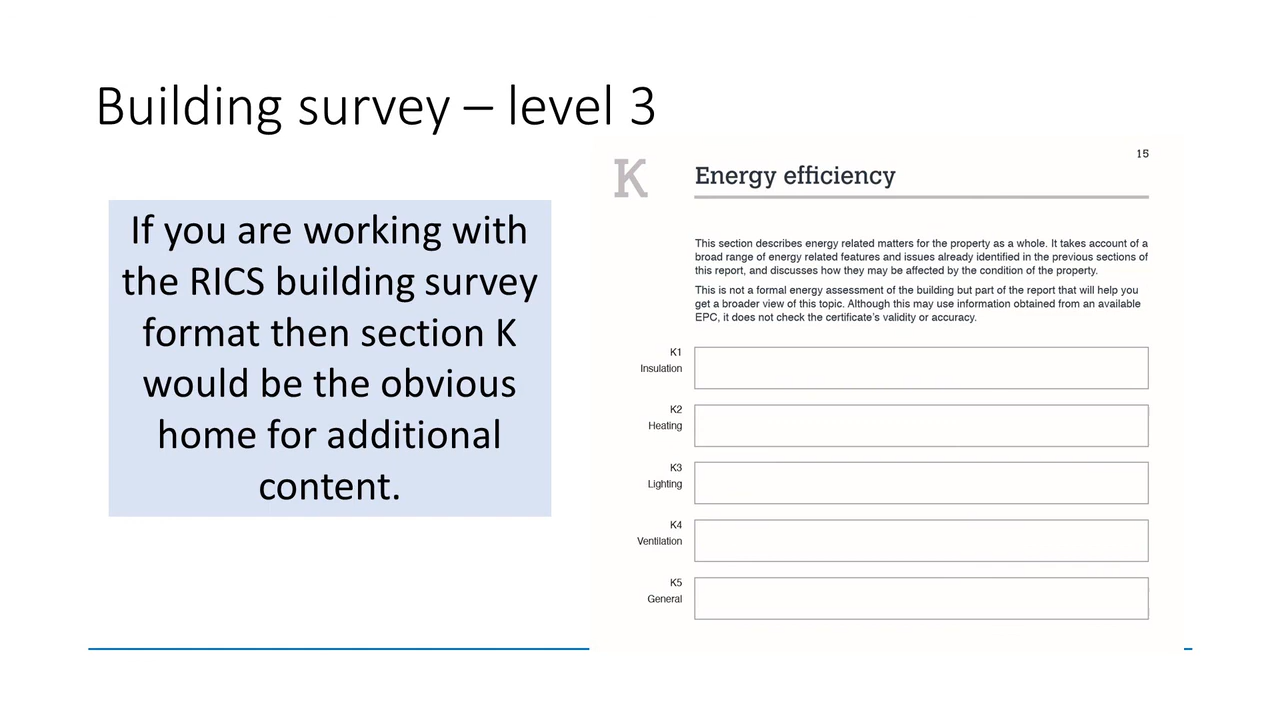 Building survey – level 3
If you are working with
the RICS building survey
format then section K
would be the obvious
home for additional
content.
15
K
Energy efficiency
This section describes energy related matters for the property as a whole. It takes account of a
broad range of energy related features and issues already identified in the previous sections of
this report, and discusses how they may be affected by the condition of the property.
This is not a formal energy assessment of the building but part of the report that will help you
get a broader view of this topic. Although this may use information obtained from an available
EPC, it does not check the certificate's validity or accuracy.
K1
Insulation
K2
Heating
K3
Lighting
K4
Ventilation
K5
General